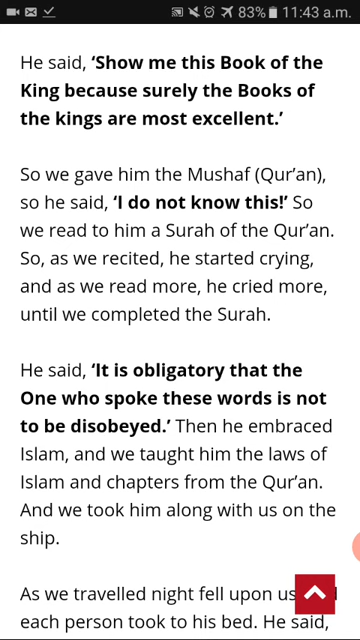 83% 11:43 a.m.
He said, ‘Show me this Book of the
King because surely the Books of
the kings are most excellent.’
So we gave him the Mushaf (Qur’an),
so he said, ‘I do not know this!’ So
we read to him a Surah of the Qur’an.
So, as we recited, he started crying,
and as we read more, he cried more,
until we completed the Surah.
He said, ‘It is obligatory that the
One who spoke these words is not
to be disobeyed.’ Then he embraced
Islam, and we taught him the laws of
Islam and chapters from the Qur’an.
And we took him along with us on the
ship.
As we travelled night fell upon us
each person took to his bed. He said,